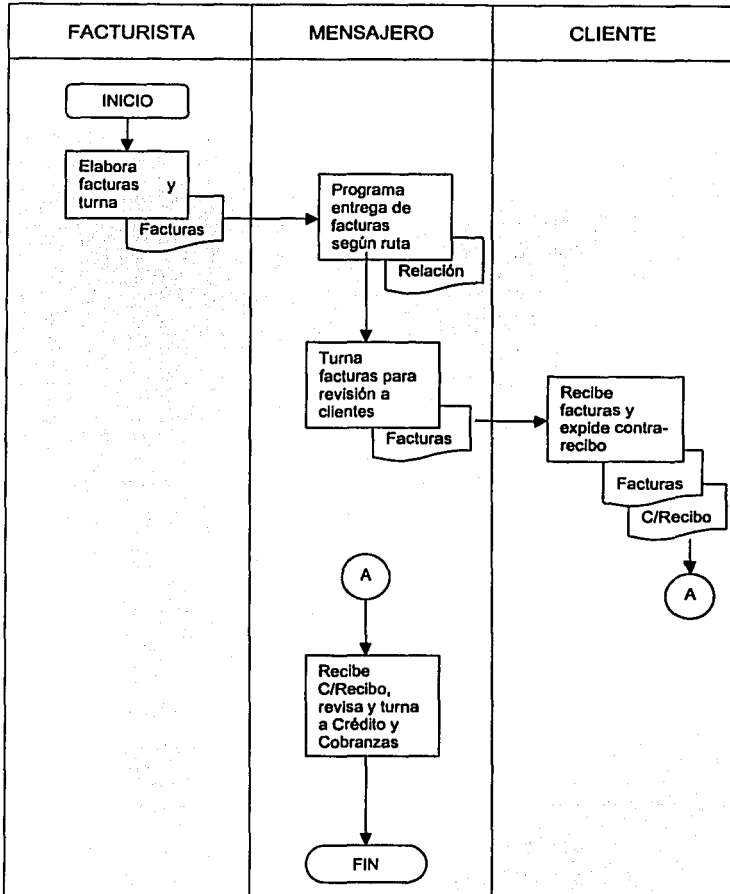 FACTURISTA
MENSAJERO
CLIENTE
INICIO
Elabora
facturas y
turna
Facturas
Programa
entrega de
facturas
según ruta
Relación
Turna
facturas para
revisión a
clientes
Facturas
Recibe
facturas y
expide contra-
recibo
Facturas
C/Recibo
A
A
Recibe
C/Recibo,
revisa y turna
a Crédito y
Cobranzas
FIN